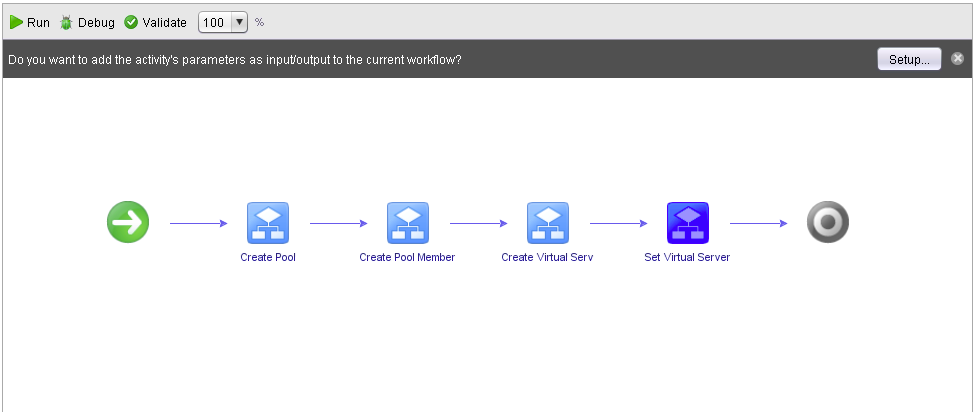 Run Debug Validate 100 %
Do you want to add the activity's parameters as input/output to the current workflow? Setup...
Create Pool Create Pool Member Create Virtual Serv Set Virtual Server